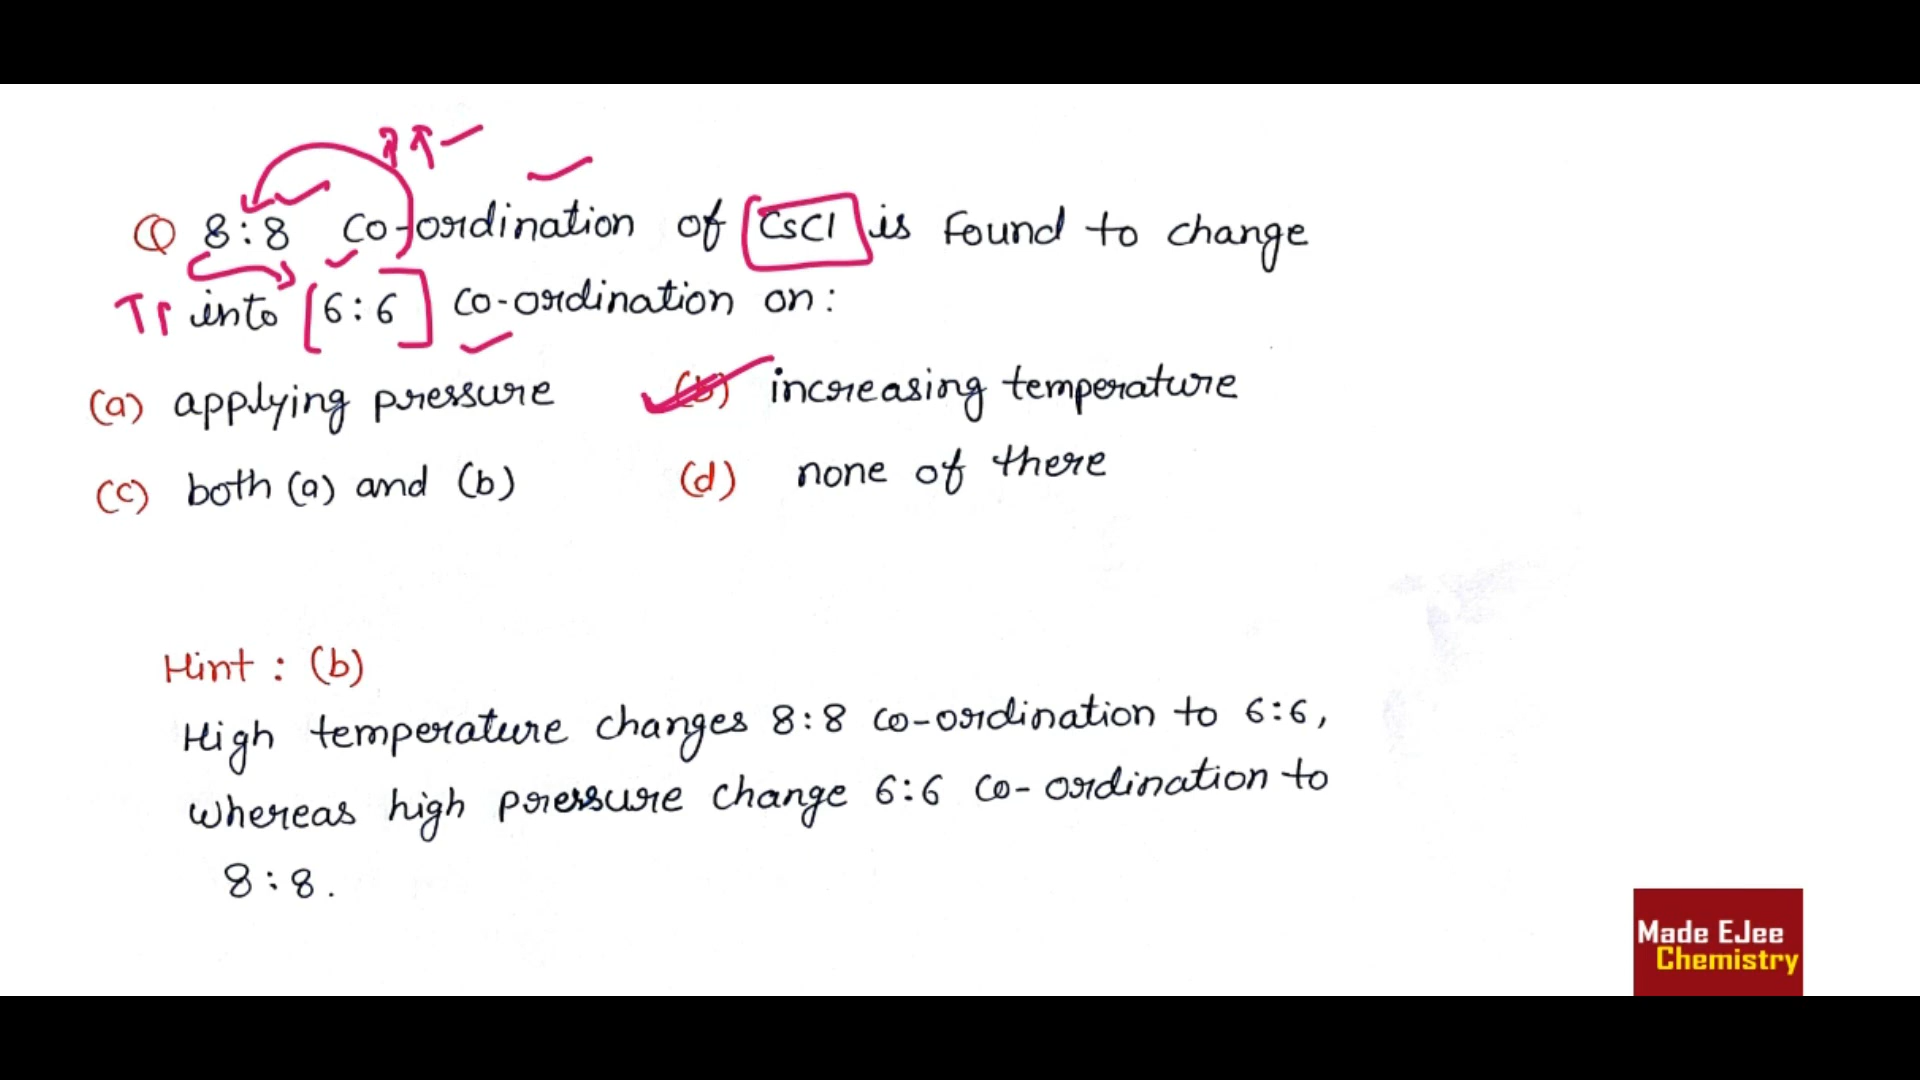 Q 8:8 co-ordination of CsCl is found to change
T↑ into [6:6] co-ordination on:
(a) applying pressure (b) increasing temperature
(c) both (a) and (b) (d) none of there
Hint : (b)
High temperature changes 8:8 co-ordination to 6:6,
whereas high pressure change 6:6 co-ordination to
8:8.
Made EJee
Chemistry